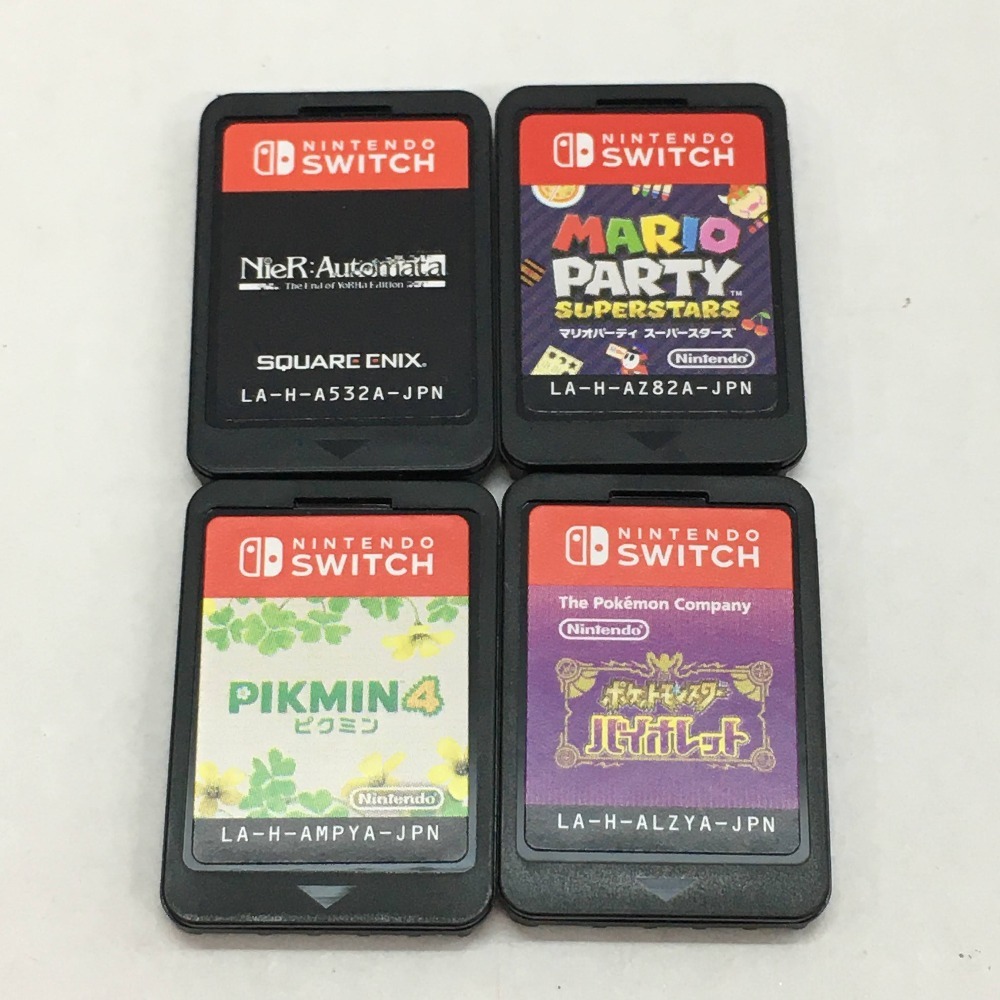 NINTENDO
SWITCH
NieR:Automata
The End of YoRHa Edition
SQUARE ENIX.
LA-H-A532A-JPN
NINTENDO
SWITCH
MARIO
PARTY
SUPERSTARS
TM
マリオパーティ スーパースターズ
Nintendo
LA-H-AZ82A-JPN
NINTENDO
SWITCH
PIKMIN 4
ピクミン
Nintendo
LA-H-AMPYA-JPN
NINTENDO
SWITCH
The Pokémon Company
Nintendo
ポケットモンスター
バイオレット
LA-H-ALZYA-JPN